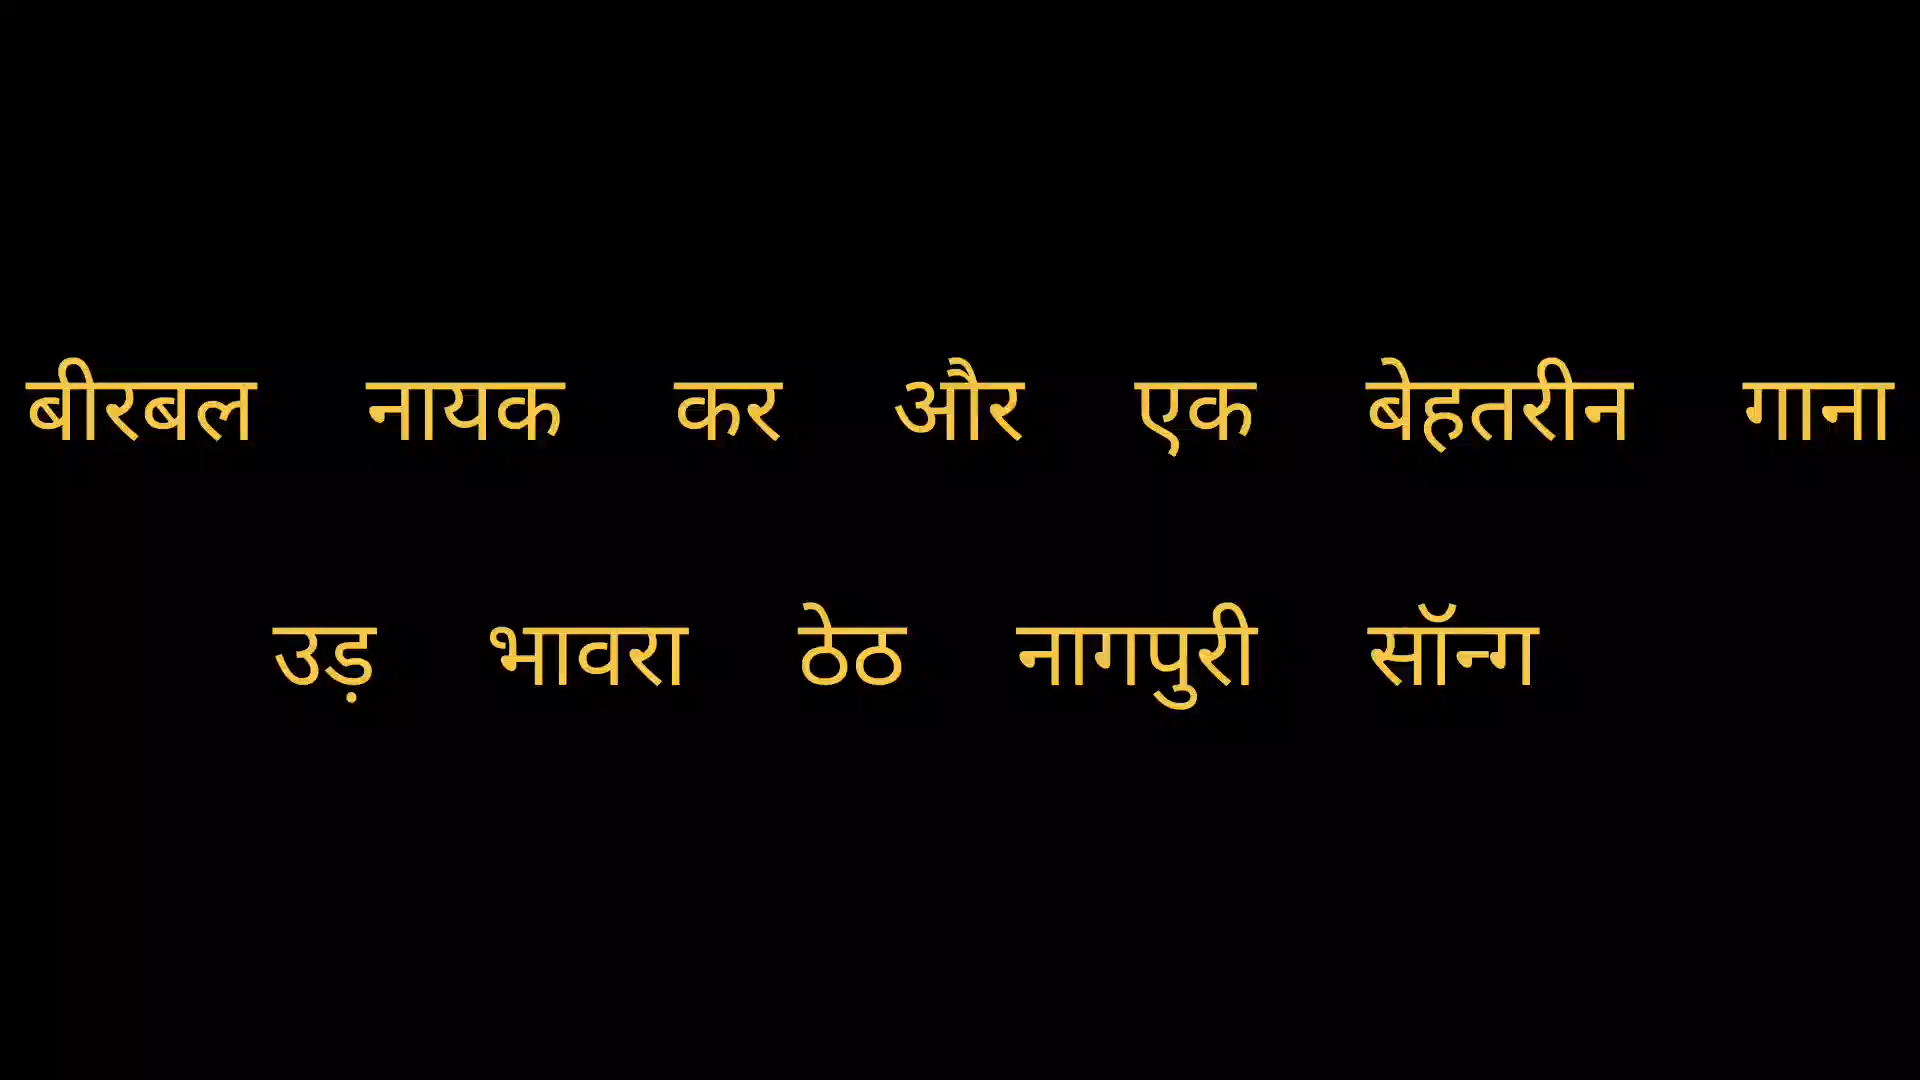 बीरबल नायक कर और एक बेहतरीन गाना
उड़ भावरा ठेठ नागपुरी सॉन्ग